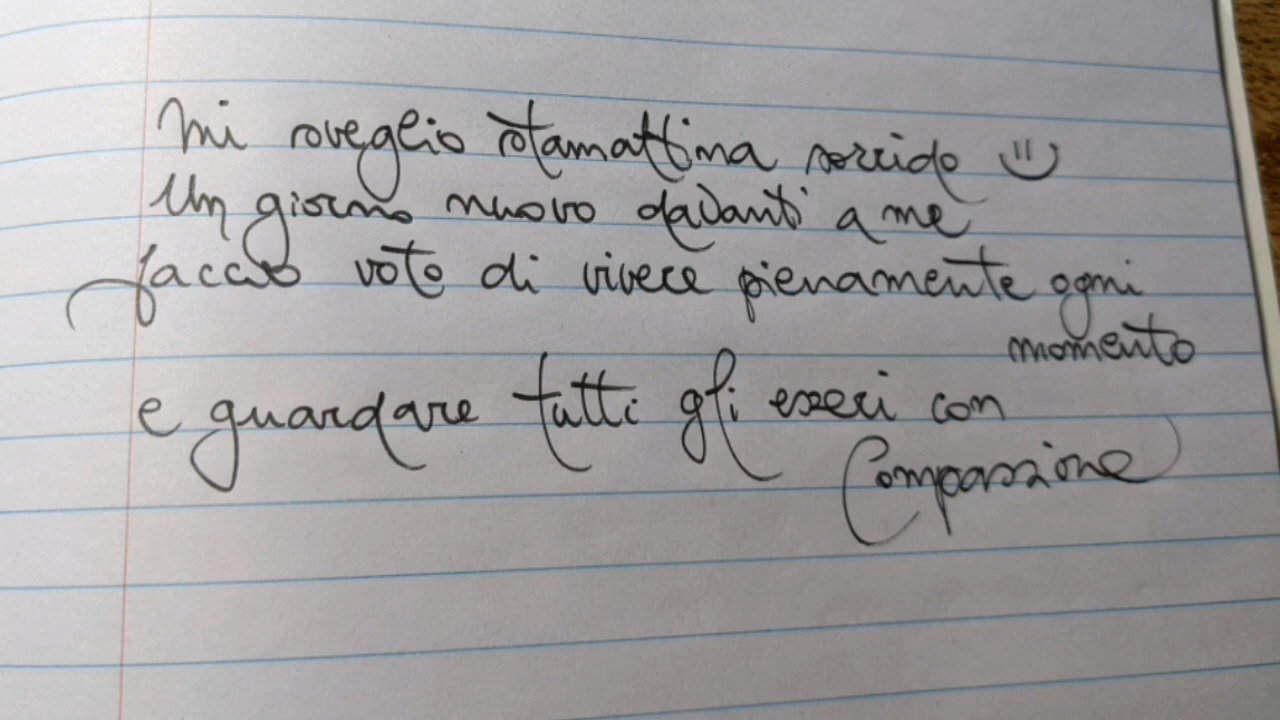 Mi sveglio stamattina sorrido :)
Un giorno nuovo davanti a me
faccio voto di vivere pienamente ogni
momento
e guardare tutti gli esseri con
Compassione